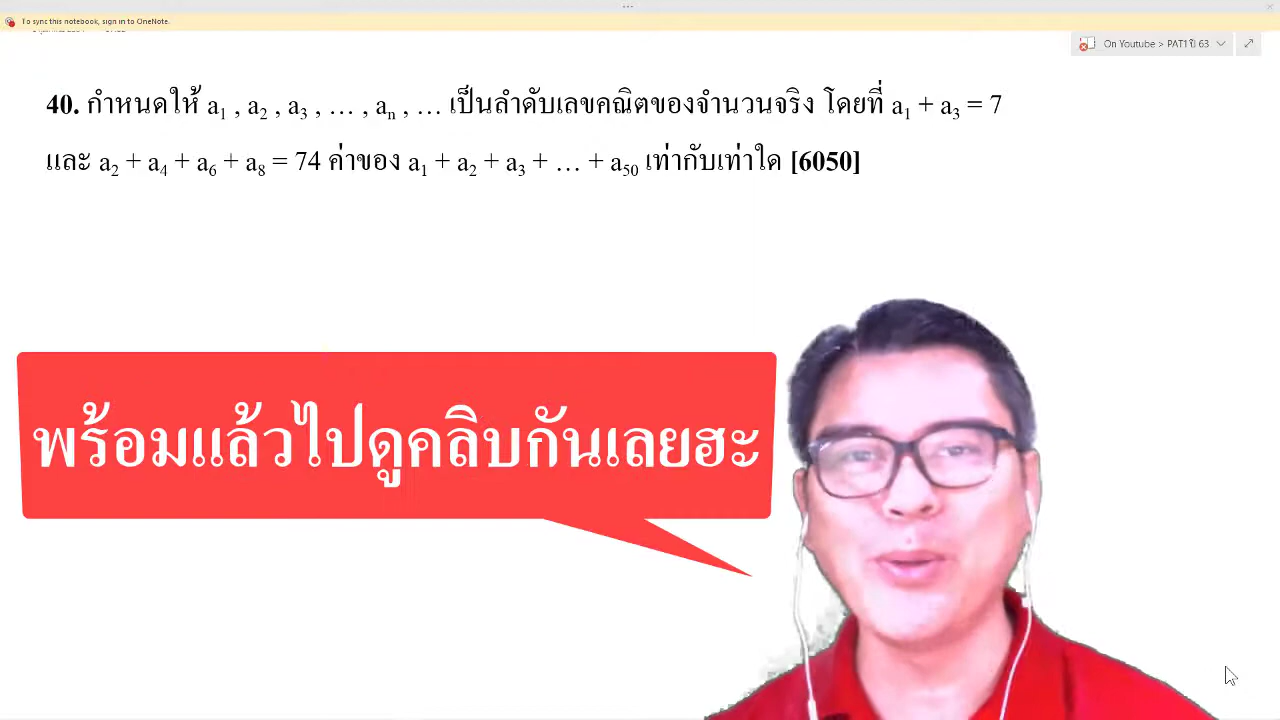 To sync this notebook, sign in to OneNote.
On Youtube > PAT1 ปี 63
40. กำหนดให้ a1 , a2 , a3 , … , an , … เป็นลำดับเลขคณิตของจำนวนจริง โดยที่ a1 + a3 = 7
และ a2 + a4 + a6 + a8 = 74 ค่าของ a1 + a2 + a3 + … + a50 เท่ากับเท่าใด [6050]
พร้อมแล้วไปดูคลิบกันเลยฮะ